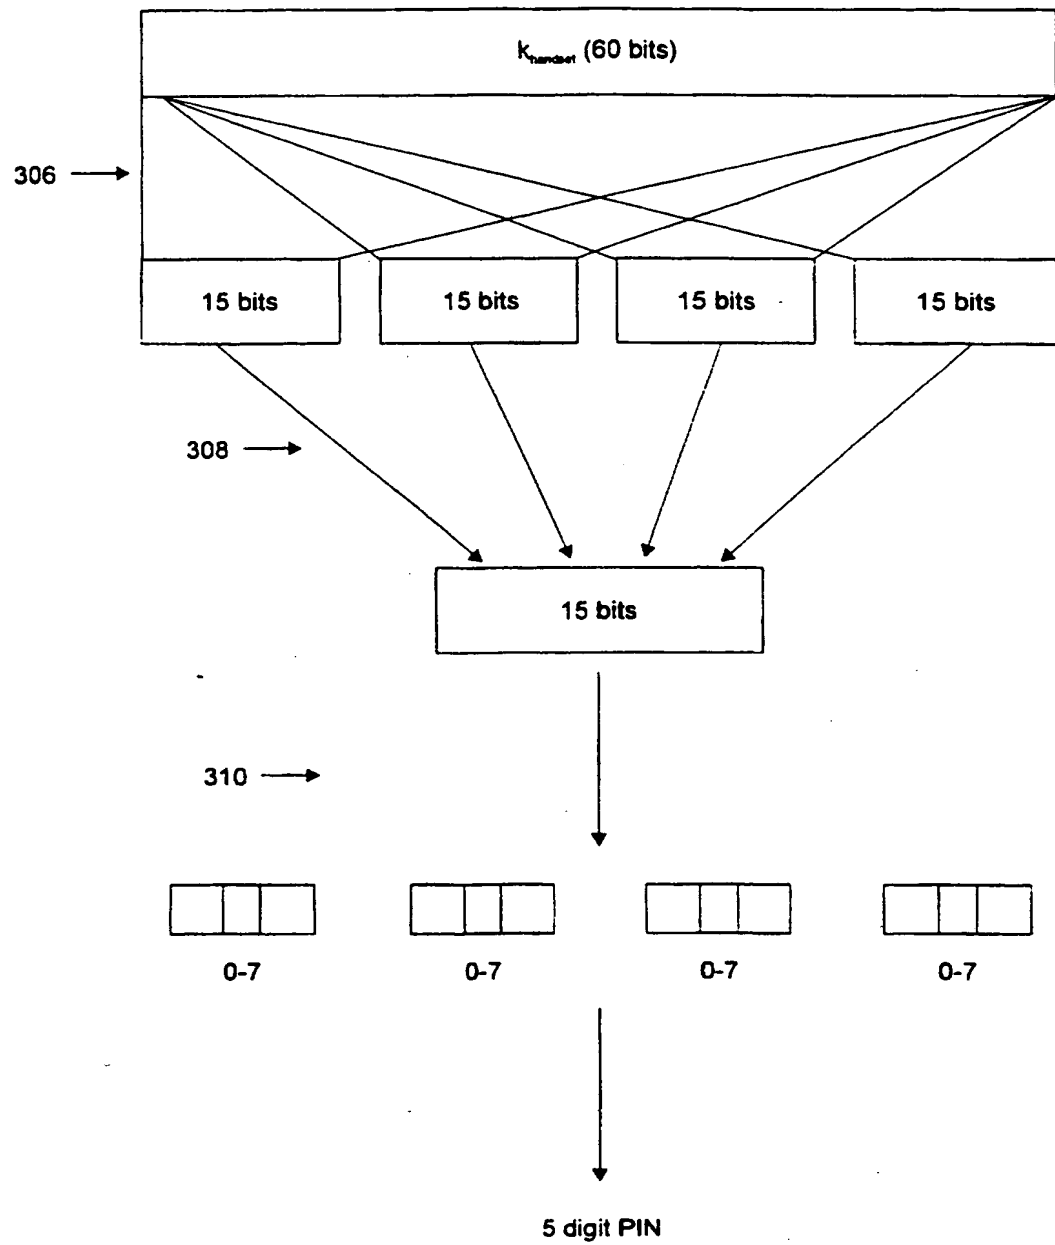 k_handset (60 bits)
306
15 bits 15 bits 15 bits 15 bits
308
15 bits
310
0-7 0-7 0-7 0-7
5 digit PIN